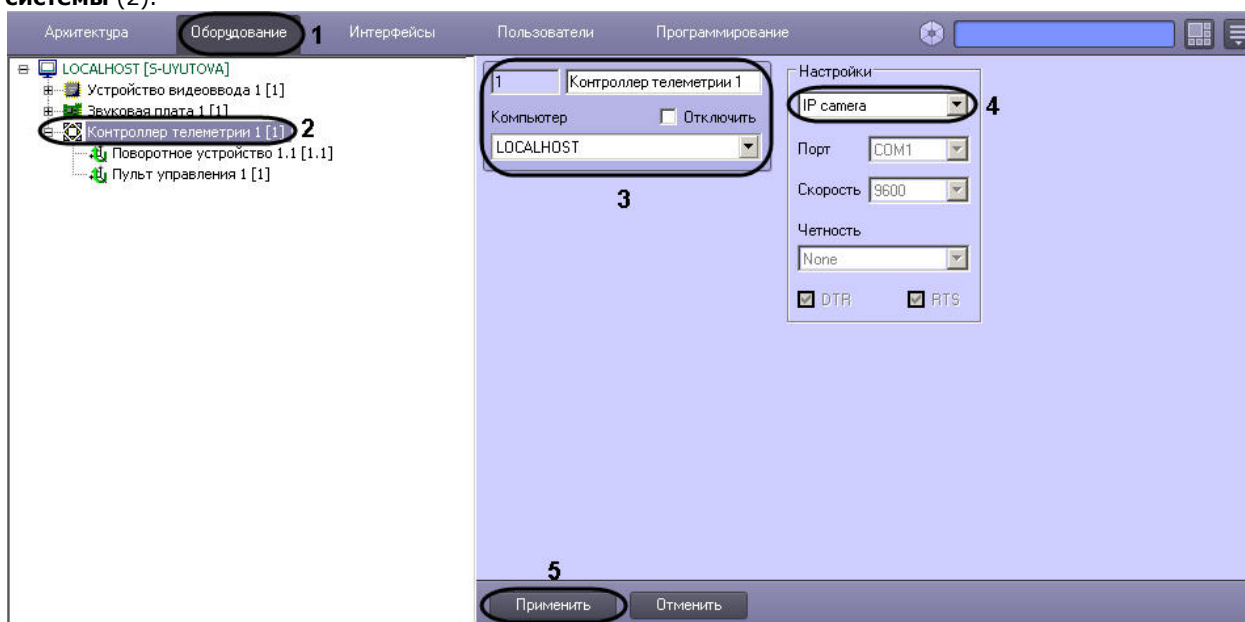 системы (2).
Архитектура Оборудование 1 Интерфейсы Пользователи Программирование
LOCALHOST [S-UYUTOVA]
Устройство видеоввода 1 [1]
Звуковая плата 1 [1]
Контроллер телеметрии 1 [1] 2
Поворотное устройство 1.1 [1.1]
Пульт управления 1 [1]
1 Контроллер телеметрии 1
Компьютер Отключить
LOCALHOST
3
Настройки
IP camera 4
Порт COM1
Скорость 9600
Четность
None
DTR RTS
5
Применить Отменить